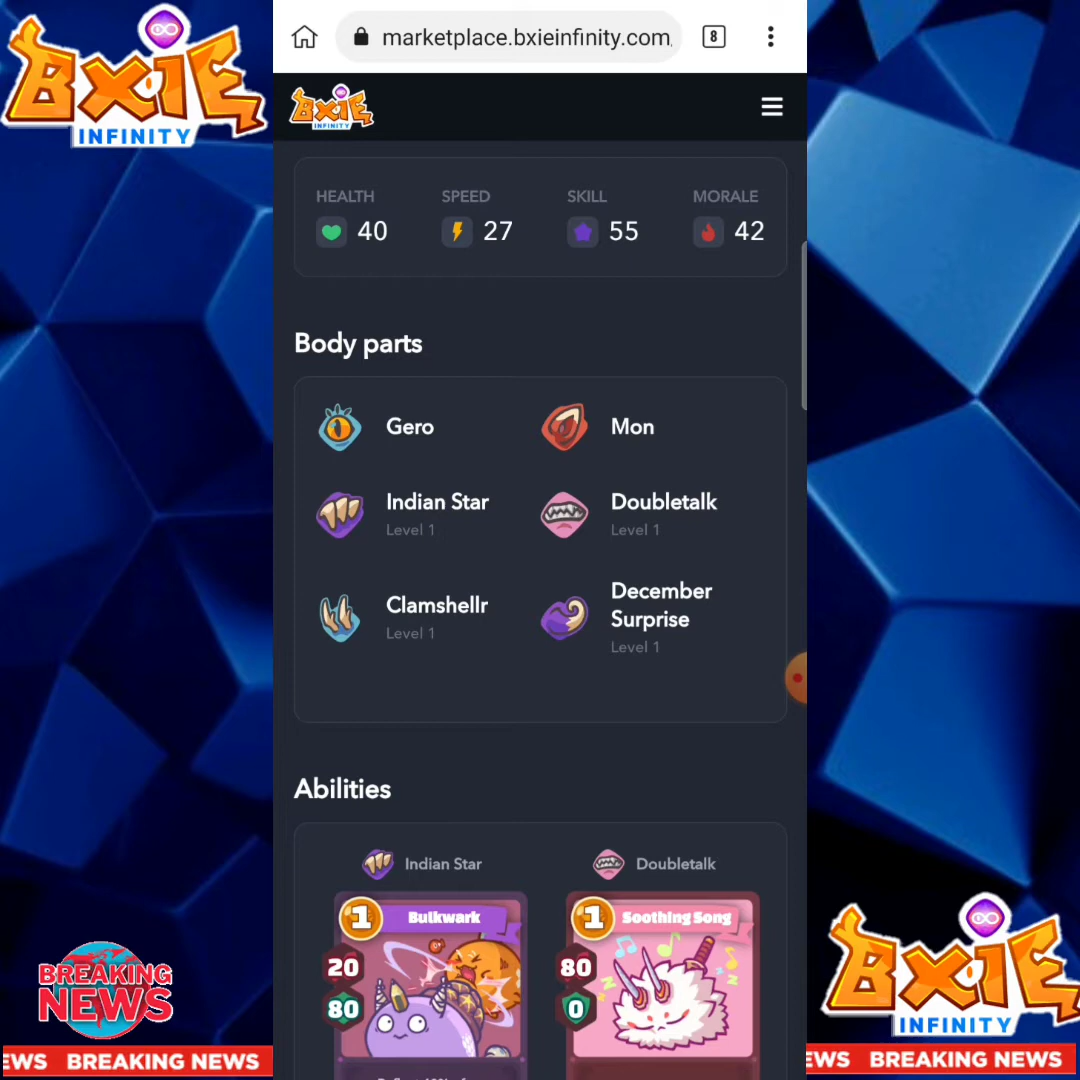 BXIE
INFINITY
marketplace.bxieinfinity.com
8
BXIE
INFINITY
HEALTH
SPEED
SKILL
MORALE
40
27
55
42
Body parts
Gero
Mon
Indian Star
Level 1
Doubletalk
Level 1
Clamshellr
Level 1
December
Surprise
Level 1
Abilities
Indian Star
Doubletalk
1
Bulkwark
20
80
1
Soothing Song
80
0
BREAKING
NEWS
EWS BREAKING NEWS
BXIE
INFINITY
EWS BREAKING NEWS